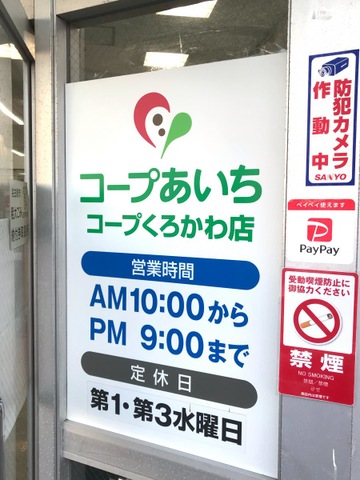 コープあいち
コープくろかわ店
営業時間
AM10:00から
PM 9:00まで
定休日
第1・第3水曜日
防犯カメラ
作動中
SANYO
ペイペイ使えます
PayPay
受動喫煙防止に
御協力ください
禁煙
NO SMOKING